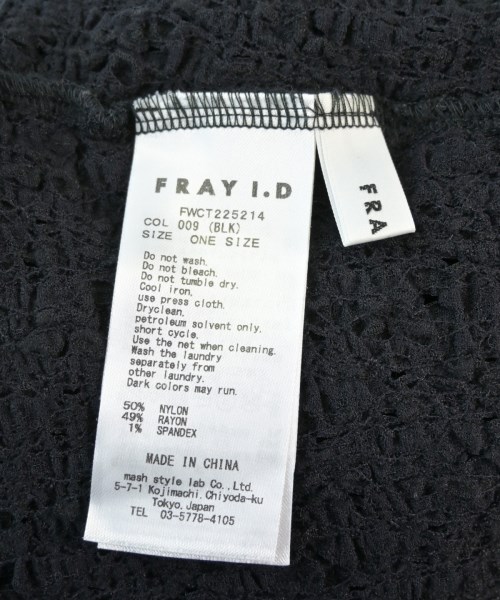 FRAY I.D
FRA
FWCT225214
COL 009 (BLK)
SIZE ONE SIZE
Do not wash.
Do not bleach.
Do not tumble dry.
Cool iron.
use press cloth.
Dryclean.
petroleum solvent only.
short cycle.
Use the net when cleaning.
Wash the laundry
separately from
other laundry.
Dark colors may run.
50% NYLON
49% RAYON
1% SPANDEX
MADE IN CHINA
mash style lab Co.,Ltd.
5-7-1 Kojimachi,Chiyoda-ku
Tokyo,Japan
TEL 03-5778-4105